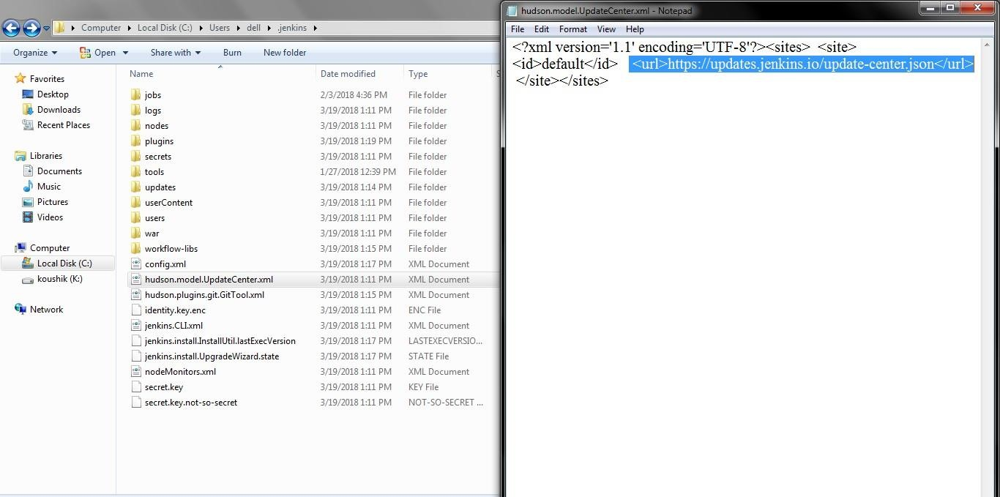 Computer Local Disk (C:) Users dell .jenkins
Organize Open Share with Burn New folder
Favorites
Desktop
Downloads
Recent Places
Libraries
Documents
Music
Pictures
Videos
Computer
Local Disk (C:)
koushik (K:)
Network
Name Date modified Type S
jobs 2/3/2018 4:36 PM File folder
logs 3/19/2018 1:11 PM File folder
nodes 3/19/2018 1:11 PM File folder
plugins 3/19/2018 1:19 PM File folder
secrets 3/19/2018 1:11 PM File folder
tools 1/27/2018 12:39 PM File folder
updates 3/19/2018 1:14 PM File folder
userContent 3/19/2018 1:11 PM File folder
users 3/19/2018 1:11 PM File folder
war 3/19/2018 1:11 PM File folder
workflow-libs 3/19/2018 1:15 PM File folder
config.xml 3/19/2018 1:17 PM XML Document
hudson.model.UpdateCenter.xml 3/19/2018 1:11 PM XML Document
hudson.plugins.git.GitTool.xml 3/19/2018 1:15 PM XML Document
identity.key.enc 3/19/2018 1:11 PM ENC File
jenkins.CLI.xml 3/19/2018 1:11 PM XML Document
jenkins.install.InstallUtil.lastExecVersion 3/19/2018 1:17 PM LASTEXECVERSIO...
jenkins.install.UpgradeWizard.state 3/19/2018 1:17 PM STATE File
nodeMonitors.xml 3/19/2018 1:11 PM XML Document
secret.key 3/19/2018 1:11 PM KEY File
secret.key.not-so-secret 3/19/2018 1:11 PM NOT-SO-SECRET ...
hudson.model.UpdateCenter.xml - Notepad
File Edit Format View Help
<?xml version='1.1' encoding='UTF-8'?><sites> <site>
<id>default</id> <url>https://updates.jenkins.io/update-center.json</url>
</site></sites>